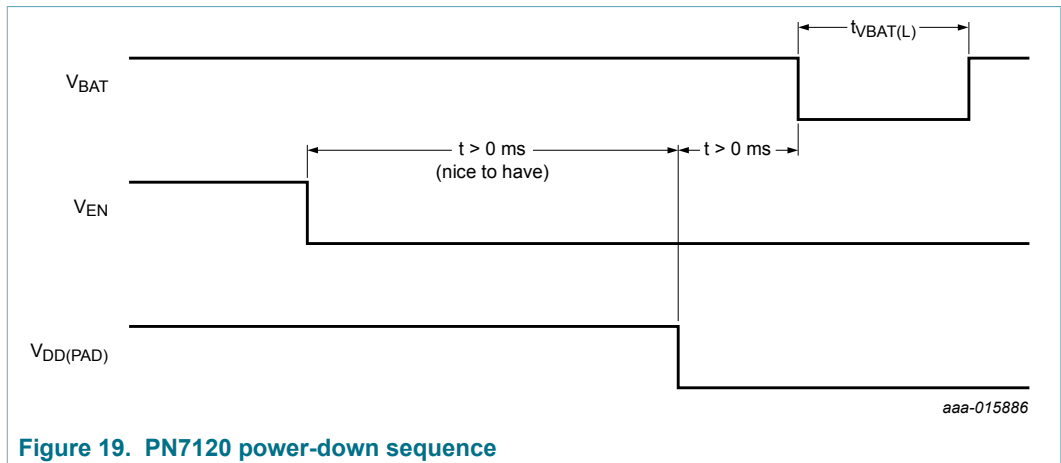 tVBAT(L)
VBAT
t > 0 ms
(nice to have)
t > 0 ms
VEN
VDD(PAD)
aaa-015886
Figure 19. PN7120 power-down sequence